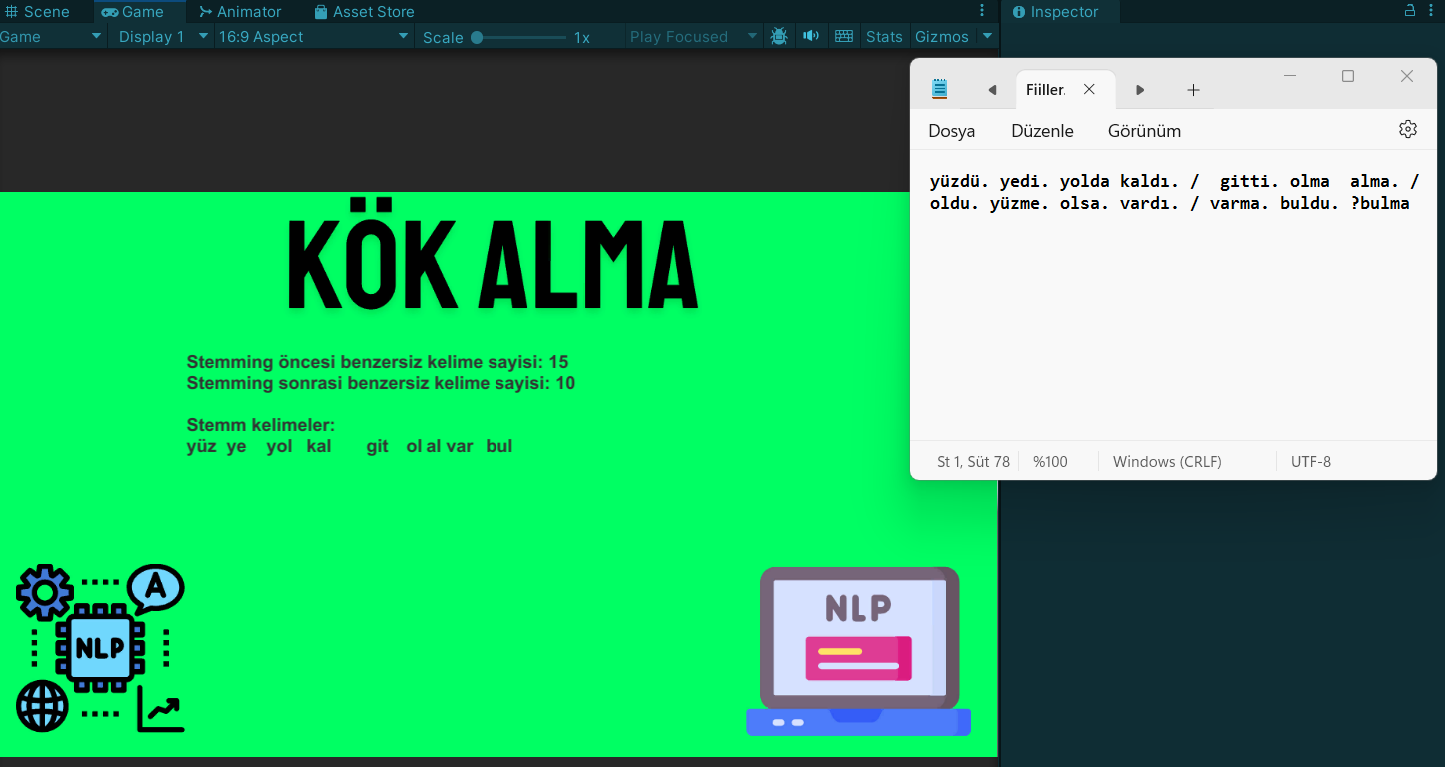 Scene Game Animator Asset Store Inspector
Game Display 1 16:9 Aspect Scale 1x Play Focused Stats Gizmos
Fiiller.
Dosya Düzenle Görünüm
yüzdü. yedi. yolda kaldı. / gitti. olma alma. /
oldu. yüzme. olsa. vardı. / varma. buldu. ?bulma
St 1, Süt 78 %100 Windows (CRLF) UTF-8
KÖK ALMA
Stemming öncesi benzersiz kelime sayisi: 15
Stemming sonrasi benzersiz kelime sayisi: 10
Stemm kelimeler:
yüz ye yol kal git ol al var bul
A
NLP
NLP